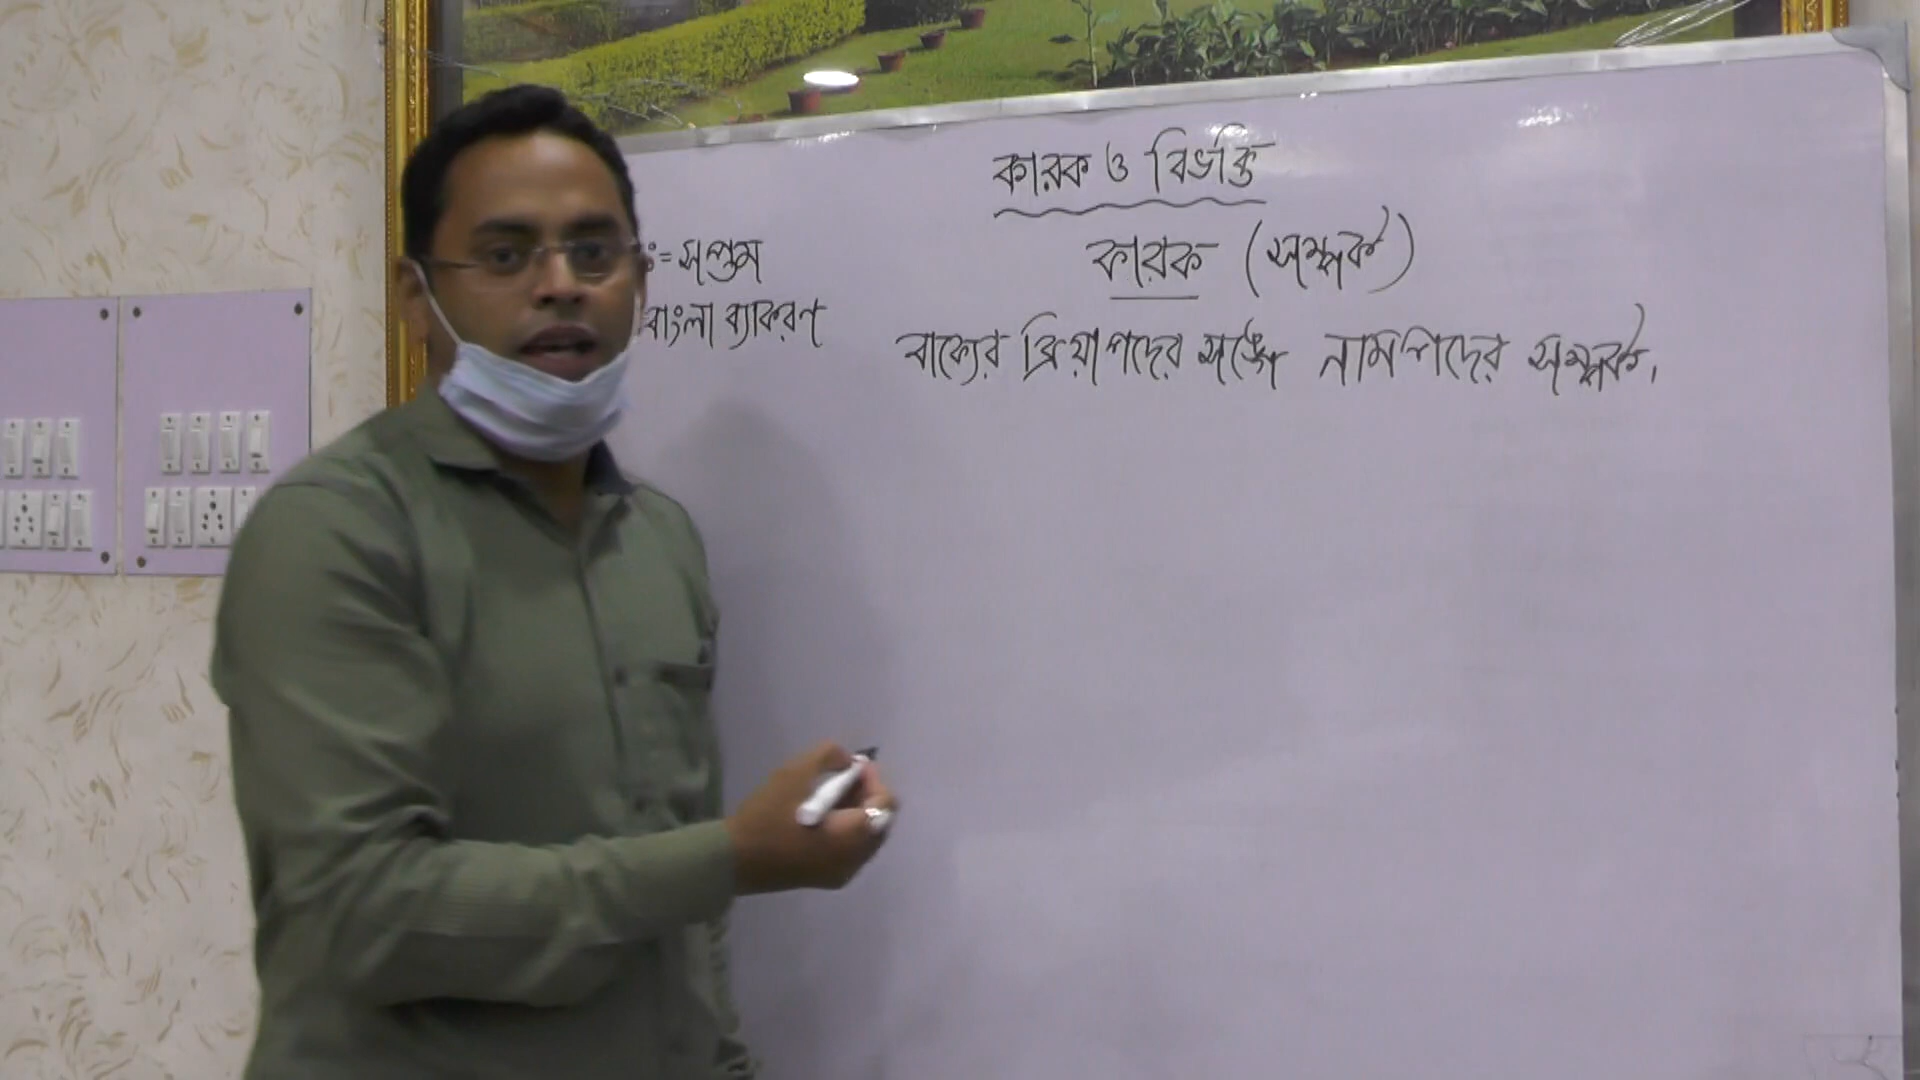 কারক ও বিভক্তি
ঃ= সপ্তম
কারক (সম্পর্ক)
বাংলা ব্যাকরণ
বাক্যের ক্রিয়াপদের সঙ্গে নামপদের সম্পর্ক।